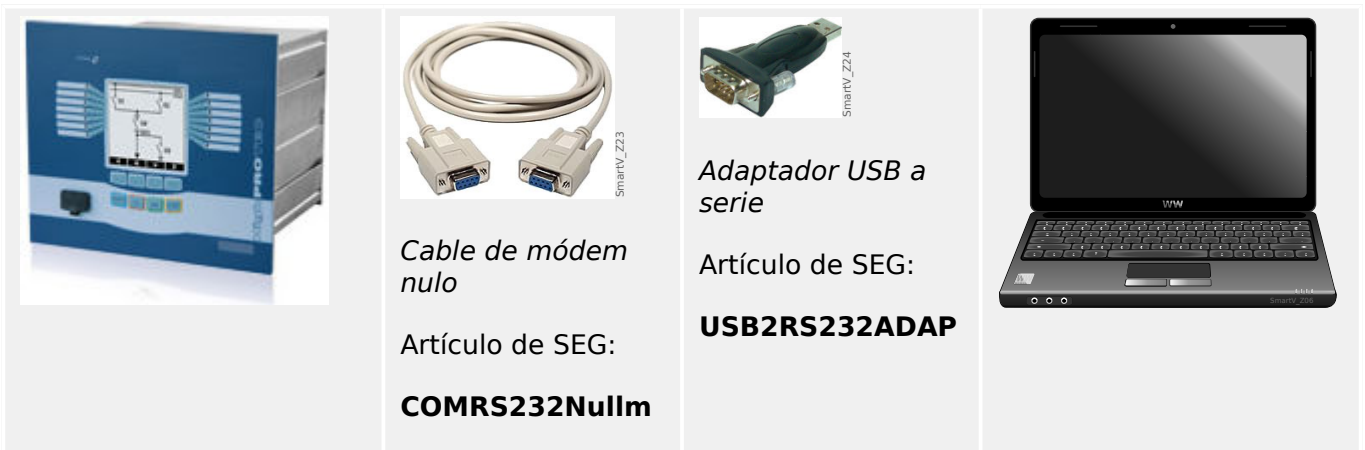 PRO
SmartV_Z23
Cable de módem
nulo
Artículo de SEG:
COMRS232Nullm
SmartV_Z24
Adaptador USB a
serie
Artículo de SEG:
USB2RS232ADAP
WW
SmartV_Z06